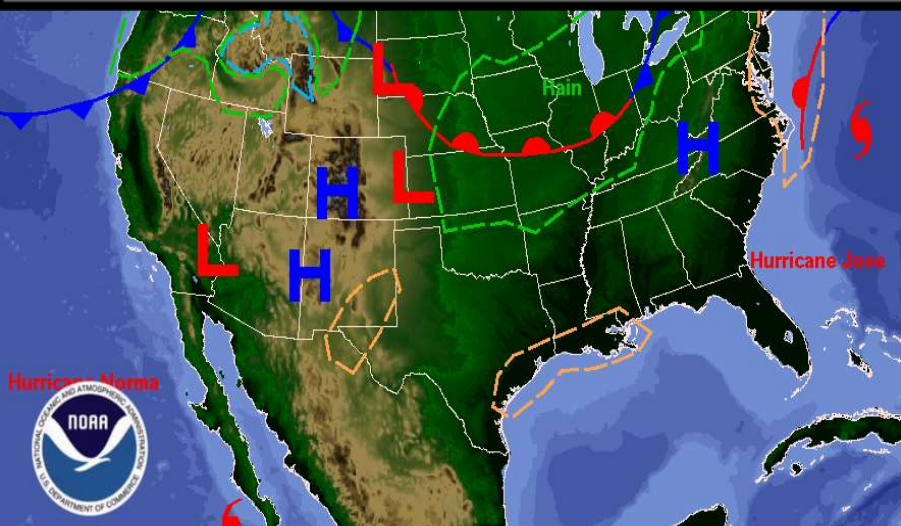 L
Rain
H
L
H
L
Hurricane Jose
H
Hurricane Norma
NATIONAL OCEANIC AND ATMOSPHERIC ADMINISTRATION
NOAA
U.S. DEPARTMENT OF COMMERCE